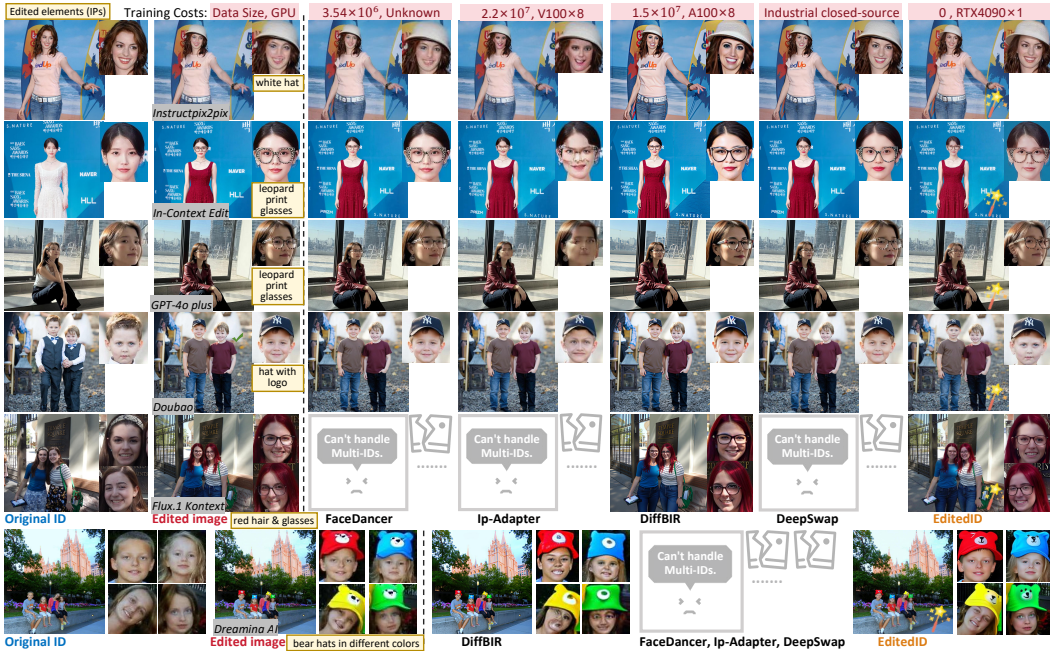 Edited elements (IPs)
Training Costs: Data Size, GPU
3.54×10⁶, Unknown
2.2×10⁷, V100×8
1.5×10⁷, A100×8
Industrial closed-source
0 , RTX4090×1
white hat
Instructpix2pix
NAVER
HLL
leopard
print
glasses
In-Context Edit
leopard
print
glasses
GPT-4o plus
hat with
logo
Doubao
Can't handle
Multi-IDs.
Can't handle
Multi-IDs.
Can't handle
Multi-IDs.
Flux.1 Kontext
Original ID
Edited image
red hair & glasses
FaceDancer
Ip-Adapter
DiffBIR
DeepSwap
EditedID
Can't handle
Multi-IDs.
Dreamina AI
Original ID
Edited image
bear hats in different colors
DiffBIR
FaceDancer, Ip-Adapter, DeepSwap
EditedID